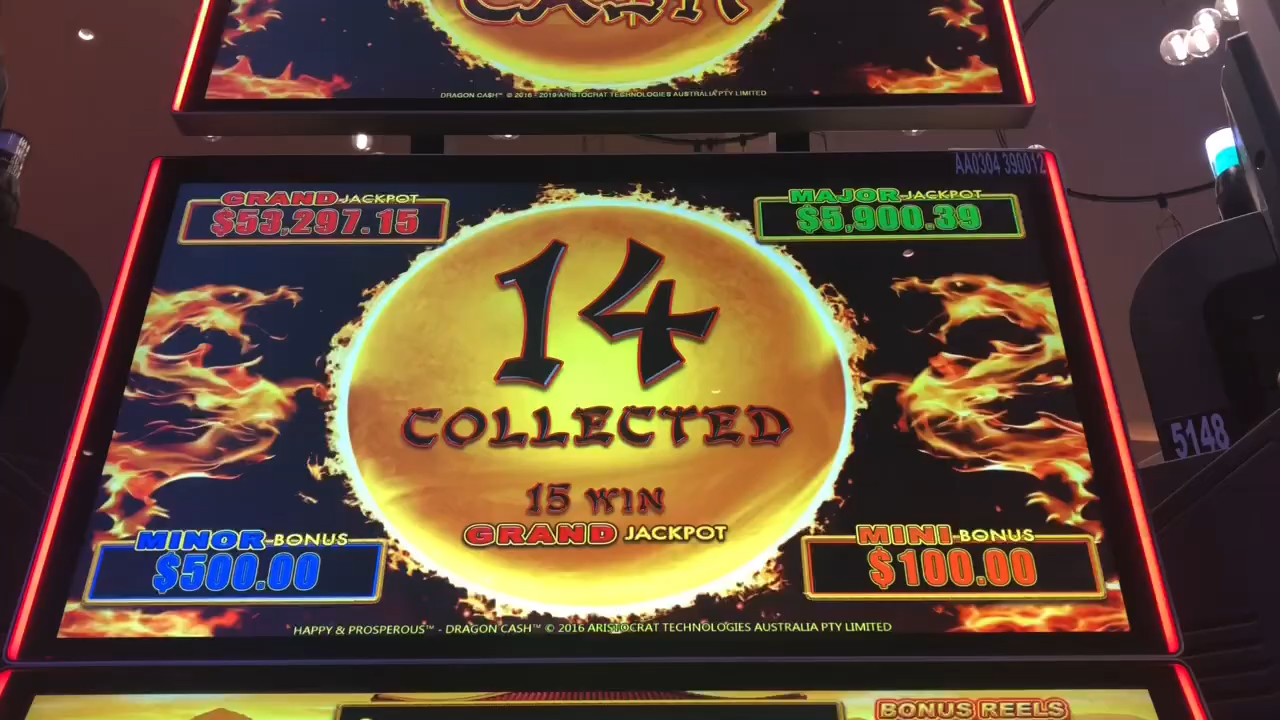 CASH
DRAGON CASH™ © 2016 - 2019 ARISTOCRAT TECHNOLOGIES AUSTRALIA PTY LIMITED
AA0304 390012
GRAND JACKPOT
$53,297.15
MAJOR JACKPOT
$5,900.39
14
COLLECTED
15 WIN
GRAND JACKPOT
MINOR BONUS
$500.00
MINI BONUS
$100.00
HAPPY & PROSPEROUS™ - DRAGON CASH™ © 2016 ARISTOCRAT TECHNOLOGIES AUSTRALIA PTY LIMITED
5148
BONUS REELS